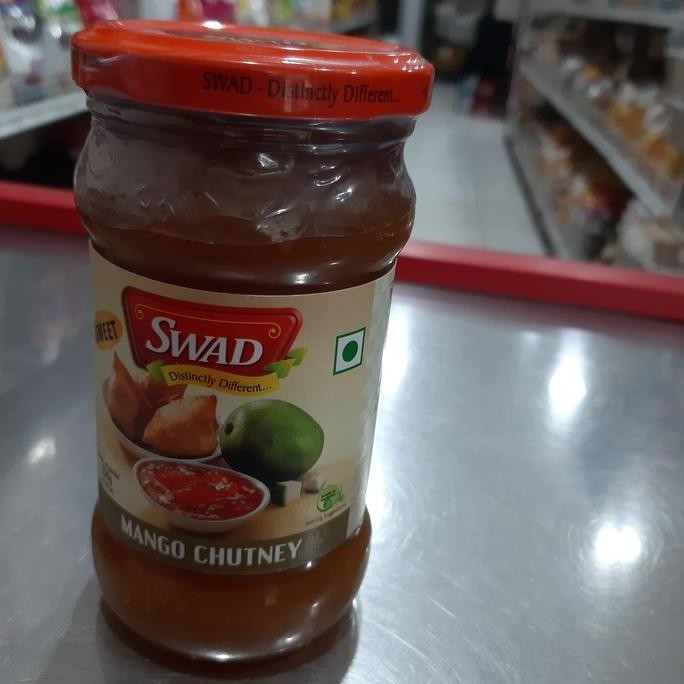 SWAD - Distinctly Different...
SWEET
SWAD
Distinctly Different...
MANGO CHUTNEY